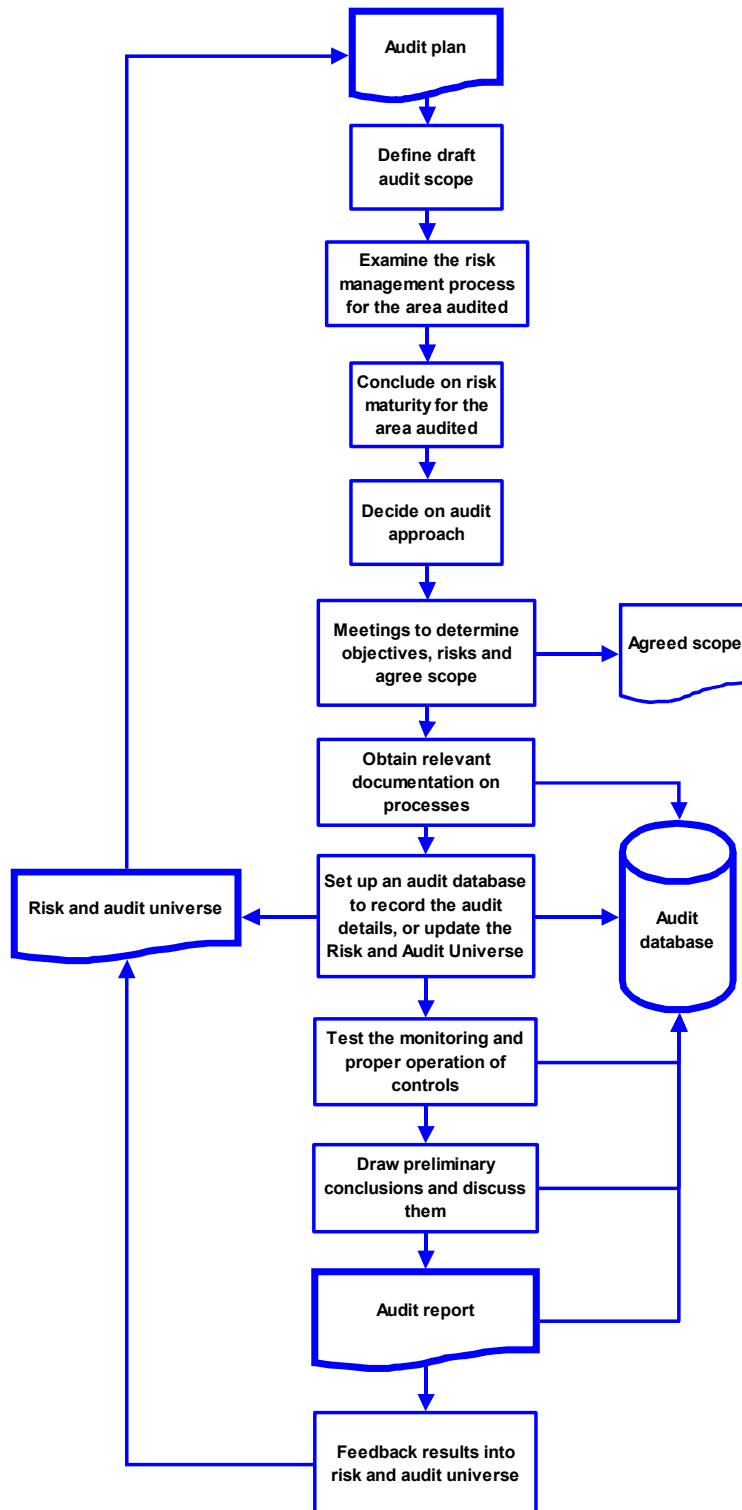 Audit plan
Define draft
audit scope
Examine the risk
management process
for the area audited
Conclude on risk
maturity for the
area audited
Decide on audit
approach
Meetings to determine
objectives, risks and
agree scope
Agreed scope
Obtain relevant
documentation on
processes
Risk and audit universe
Set up an audit database
to record the audit
details, or update the
Risk and Audit Universe
Audit
database
Test the monitoring and
proper operation of
controls
Draw preliminary
conclusions and discuss
them
Audit report
Feedback results into
risk and audit universe